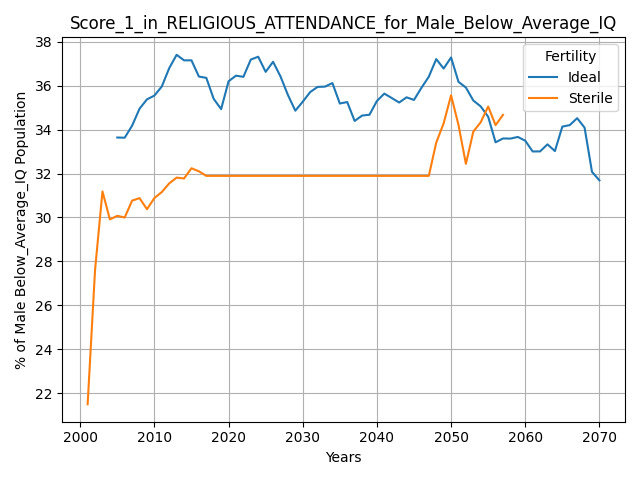 Score_1_in_RELIGIOUS_ATTENDANCE_for_Male_Below_Average_IQ
% of Male Below_Average_IQ Population
38
36
34
32
30
28
26
24
22
Fertility
Ideal
Sterile
2000 2010 2020 2030 2040 2050 2060 2070
Years